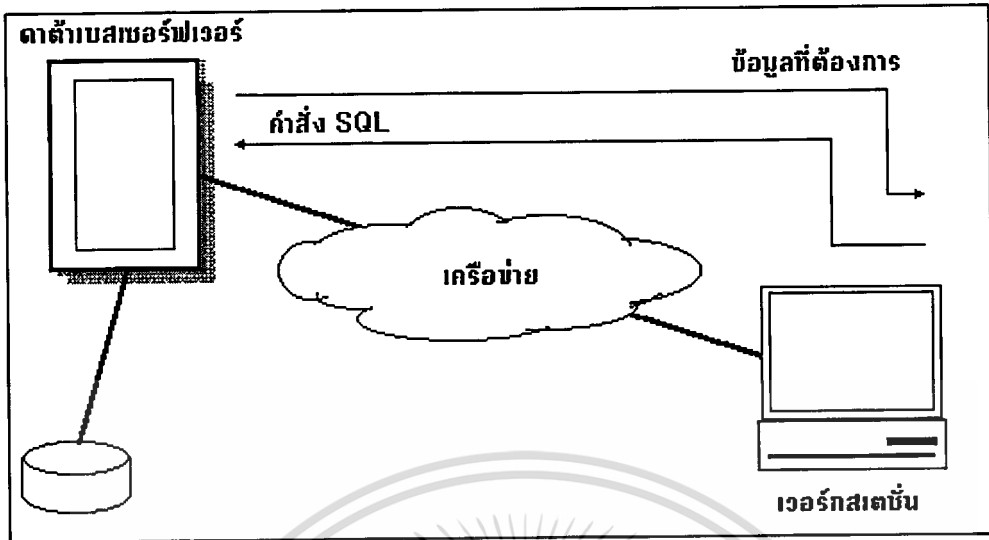 ดาต้าเบสเซอร์ฟเวอร์
ข้อมูลที่ต้องการ
คำสั่ง SQL
เครือข่าย
เวอร์กสเตชั่น